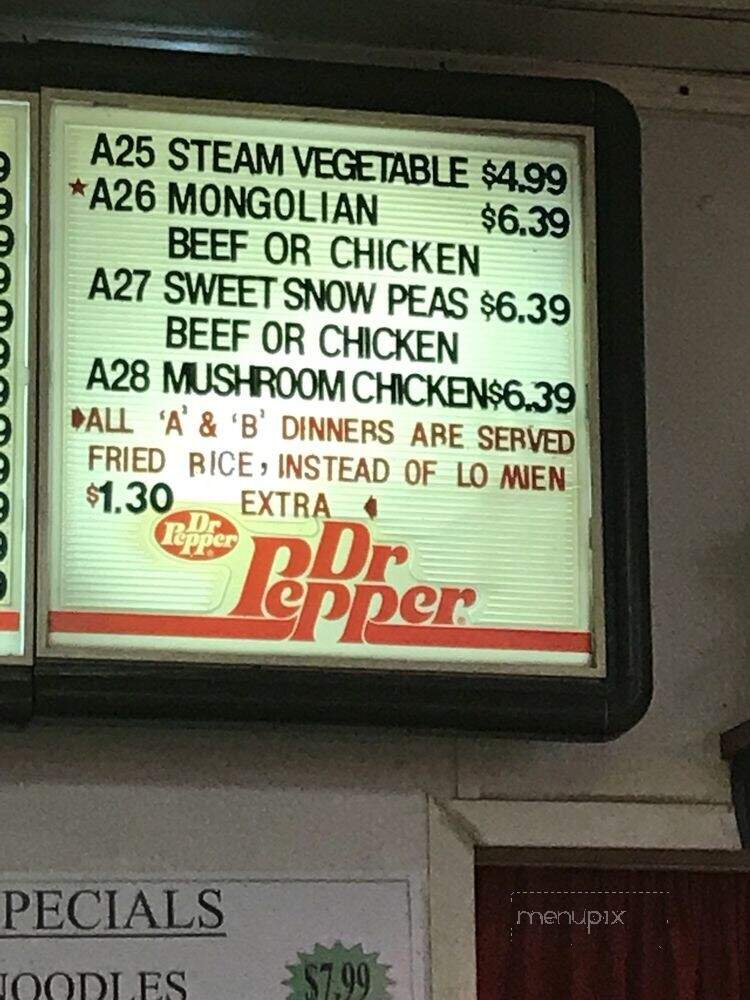 A25 STEAM VEGETABLE $4.99
★A26 MONGOLIAN $6.39
BEEF OR CHICKEN
A27 SWEET SNOW PEAS $6.39
BEEF OR CHICKEN
A28 MUSHROOM CHICKEN $6.39
ALL 'A' & 'B' DINNERS ARE SERVED
FRIED RICE, INSTEAD OF LO MIEN
$1.30 EXTRA
Dr Pepper
Dr Pepper
PECIALS
OODLES $7.99
menupix